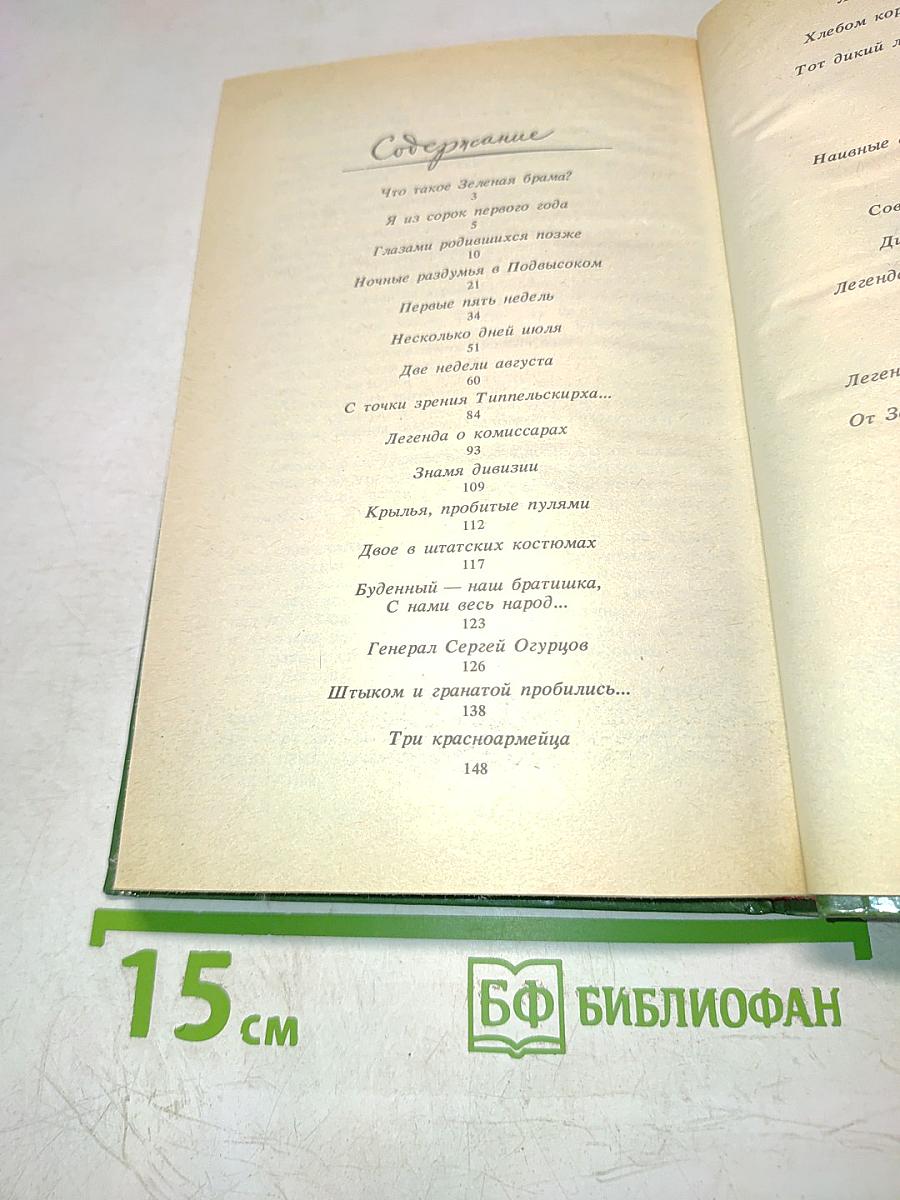 Содержание
Что такое Зеленая брама?
3
Я из сорок первого года
5
Глазами родившихся позже
10
Ночные раздумья в Подвысоком
21
Первые пять недель
34
Несколько дней июля
51
Две недели августа
60
С точки зрения Типпельскирха...
84
Легенда о комиссарах
93
Знамя дивизии
109
Крылья, пробитые пулями
112
Двое в штатских костюмах
117
Буденный — наш братишка,
С нами весь народ...
123
Генерал Сергей Огурцов
126
Штыком и гранатой пробились...
138
Три красноармейца
148
Хлебом
Тот дикий
Наивные
От
15 см
БФ БИБЛИОФАН